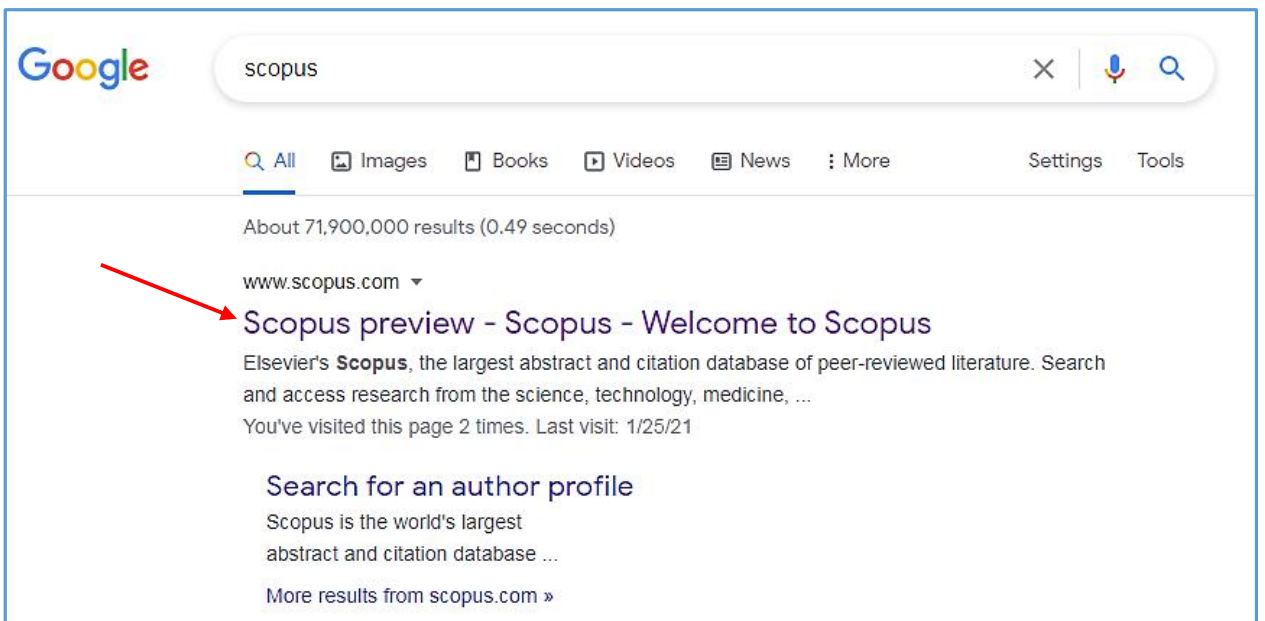 Google
scopus
All Images Books Videos News More Settings Tools
About 71,900,000 results (0.49 seconds)
www.scopus.com
Scopus preview - Scopus - Welcome to Scopus
Elsevier's Scopus, the largest abstract and citation database of peer-reviewed literature. Search
and access research from the science, technology, medicine, ...
You've visited this page 2 times. Last visit: 1/25/21
Search for an author profile
Scopus is the world's largest
abstract and citation database ...
More results from scopus.com »